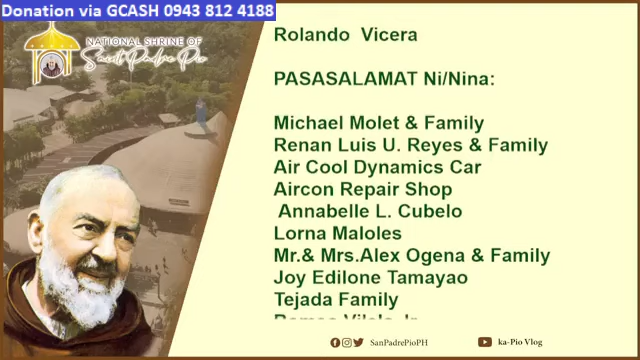 Donation via GCASH 0943 812 4188
NATIONAL SHRINE OF
Saint Padre Pio
Rolando Vicera
PASASALAMAT Ni/Nina:
Michael Molet & Family
Renan Luis U. Reyes & Family
Air Cool Dynamics Car
Aircon Repair Shop
Annabelle L. Cubelo
Lorna Maloles
Mr.& Mrs.Alex Ogena & Family
Joy Edilone Tamayao
Tejada Family
SanPadrePioPH
ka-Pio Vlog